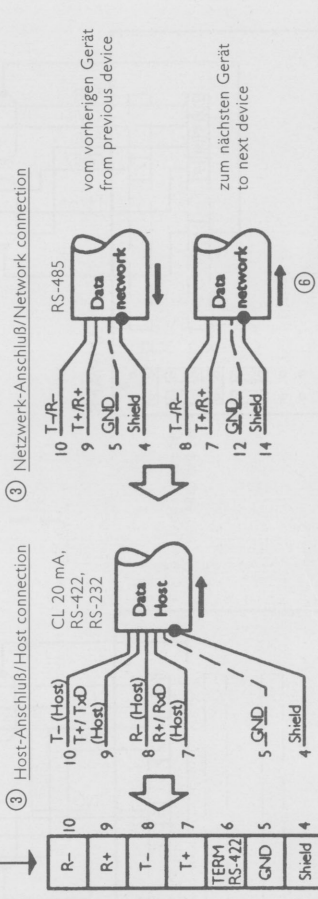 ③ Host-Anschluß/Host connection
CL 20 mA,
RS-422,
RS-232
R– 10
R+ 9
T– 8
T+ 7
TERM
RS-422 6
GND 5
Shield 4
T– (Host)
10
T+/ TxD
(Host)
9
R– (Host)
8
R+/ RxD
(Host)
7
GND
5
Shield
4
Data
Host
③ Netzwerk-Anschluß/Network connection
RS-485
T–/R–
10
T+/R+
9
GND
5
Shield
4
Data
network
vom vorherigen Gerät
from previous device
T–/R–
8
T+/R+
7
GND
12
Shield
14
Data
network
zum nächsten Gerät
to next device
⑥